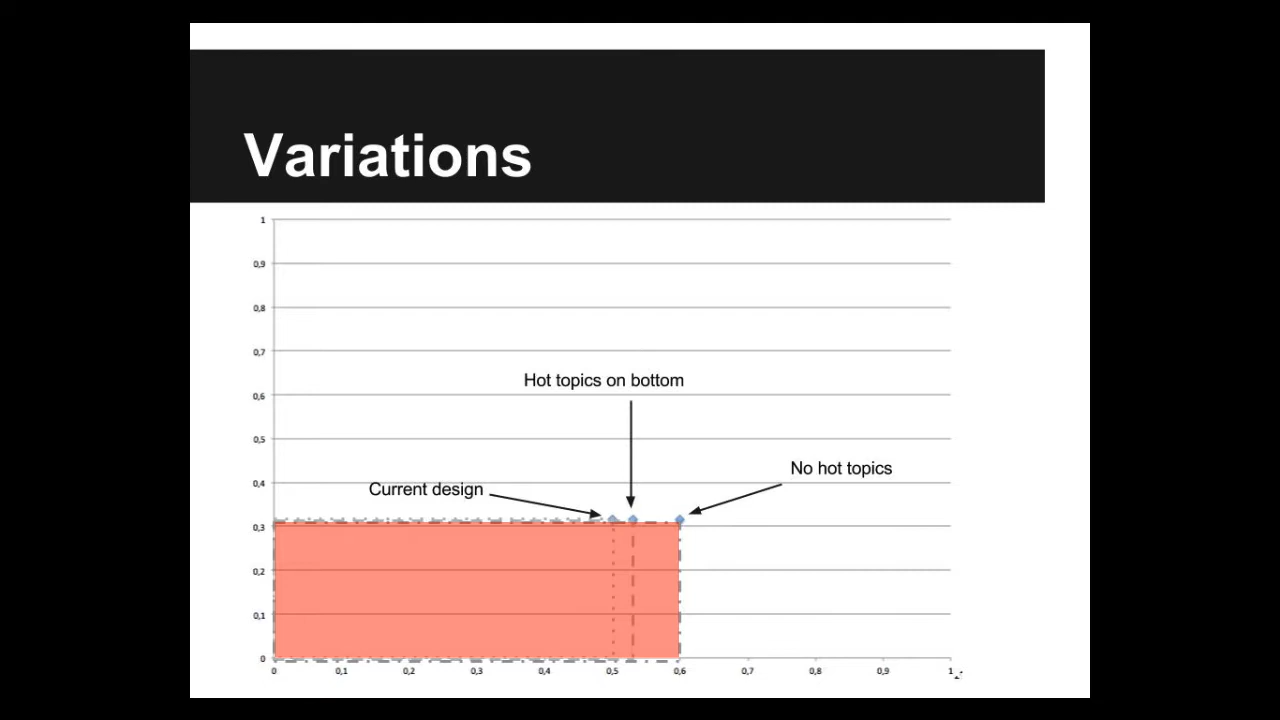 Variations
1
0,9
0,8
0,7
Hot topics on bottom
0,6
0,5
No hot topics
0,4
Current design
0,3
0,2
0,1
0
0 0,1 0,2 0,3 0,4 0,5 0,6 0,7 0,8 0,9 1